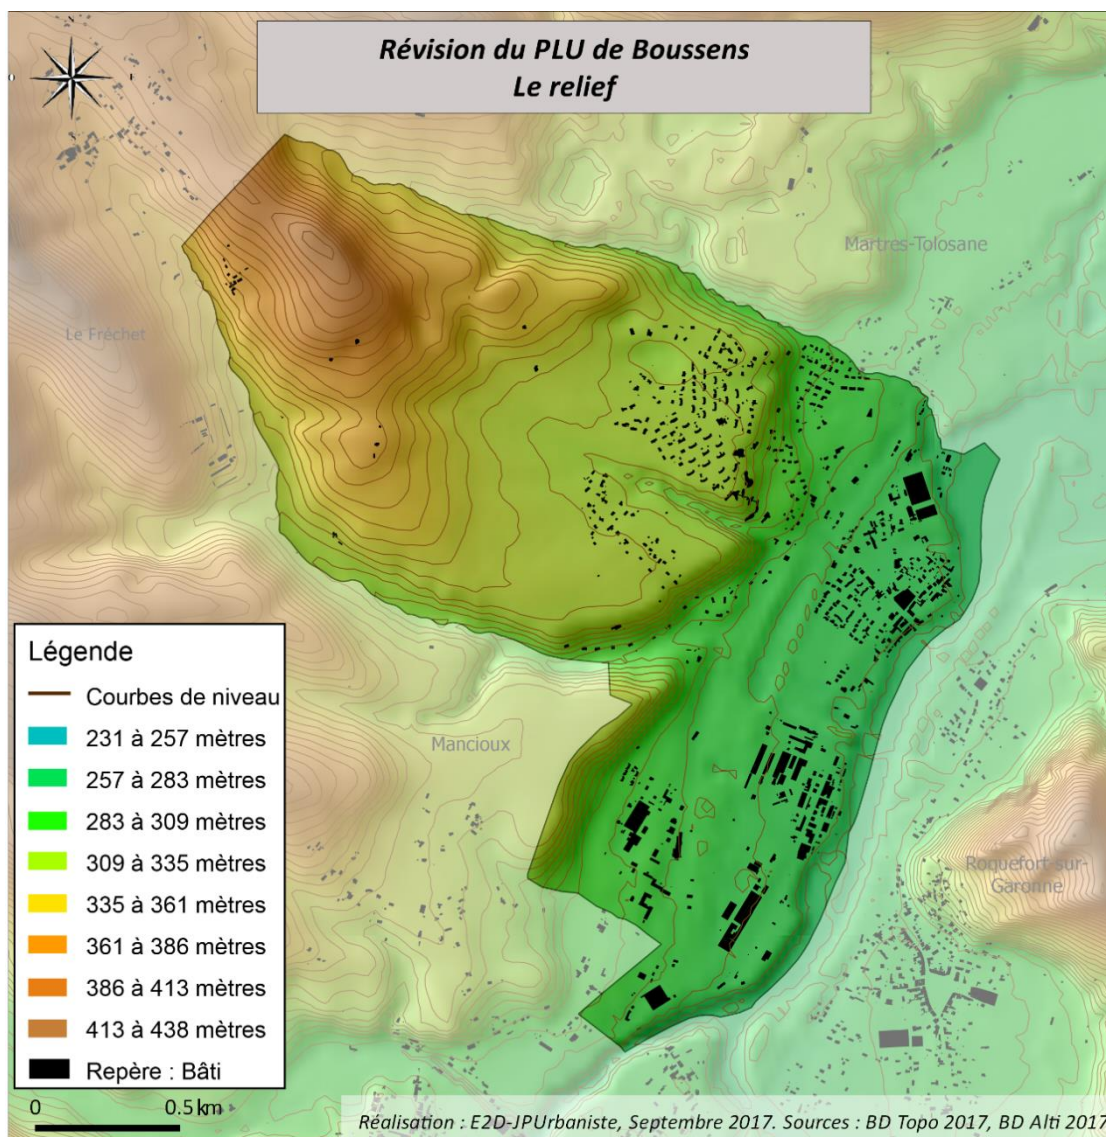 Révision du PLU de Boussens
Le relief
Martres-Tolosane
Le Fréchet
Mancioux
Roquefort-sur-
Garonne
Légende
Courbes de niveau
231 à 257 mètres
257 à 283 mètres
283 à 309 mètres
309 à 335 mètres
335 à 361 mètres
361 à 386 mètres
386 à 413 mètres
413 à 438 mètres
Repère : Bâti
0 0.5 km
Réalisation : E2D-JPUrbaniste, Septembre 2017. Sources : BD Topo 2017, BD Alti 2017